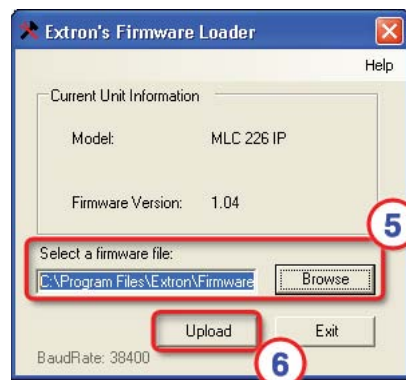 Extron's Firmware Loader
Help
Current Unit Information
Model: MLC 226 IP
Firmware Version: 1.04
5
Select a firmware file:
C:\Program Files\Extron\Firmware Browse
Upload Exit
BaudRate: 38400
6